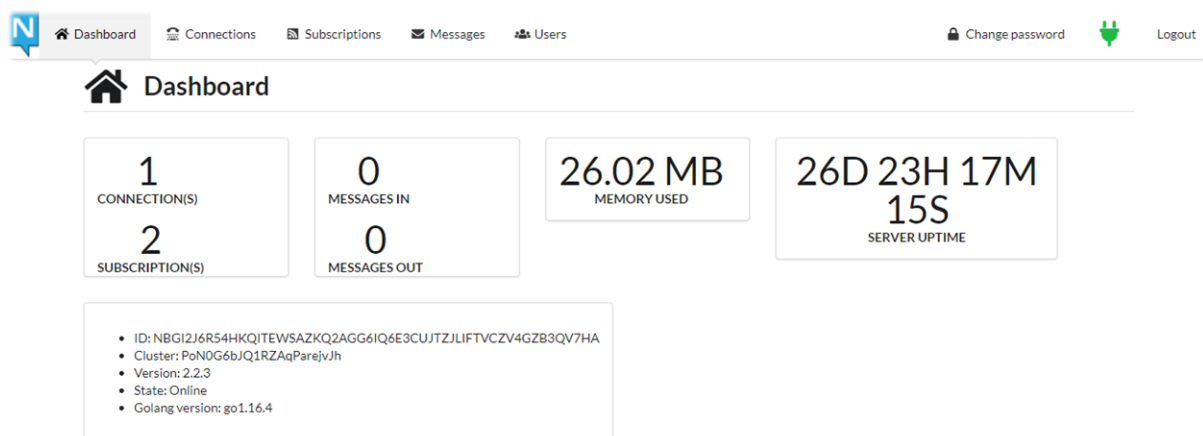 N Dashboard Connections Subscriptions Messages Users Change password Logout
Dashboard
1
CONNECTION(S)
2
SUBSCRIPTION(S)
0
MESSAGES IN
0
MESSAGES OUT
26.02 MB
MEMORY USED
26D 23H 17M
15S
SERVER UPTIME
ID: NBGI2J6R54HKQITEWSAZKQ2AGG6IQ6E3CUJTZJLIFTVCZV4GZB3QV7HA
Cluster: PoN0G6bJQ1RZAqParejvJh
Version: 2.2.3
State: Online
Golang version: go1.16.4